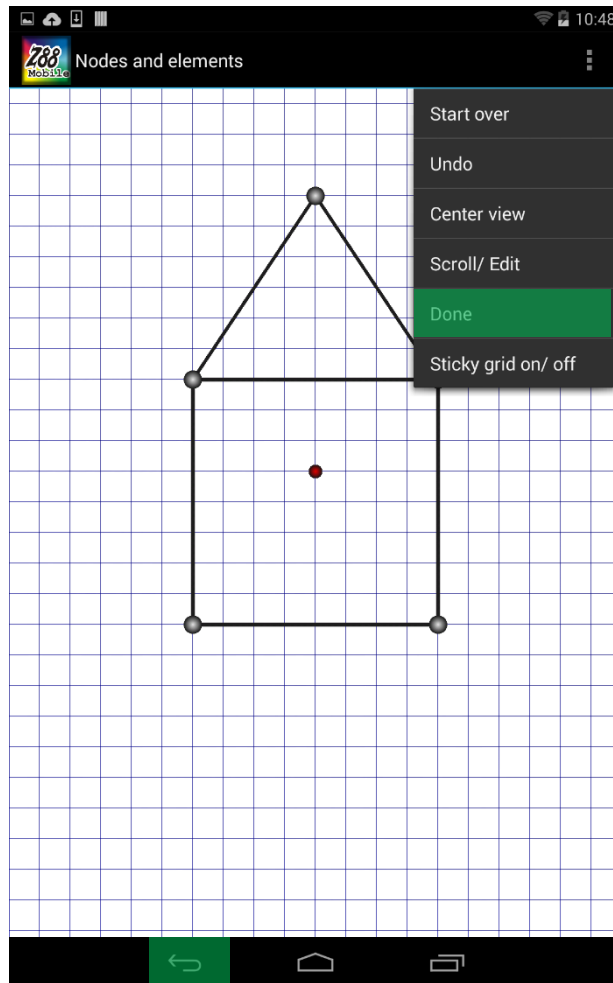 10:48
Z88
Mobile
Nodes and elements
Start over
Undo
Center view
Scroll/ Edit
Done
Sticky grid on/ off